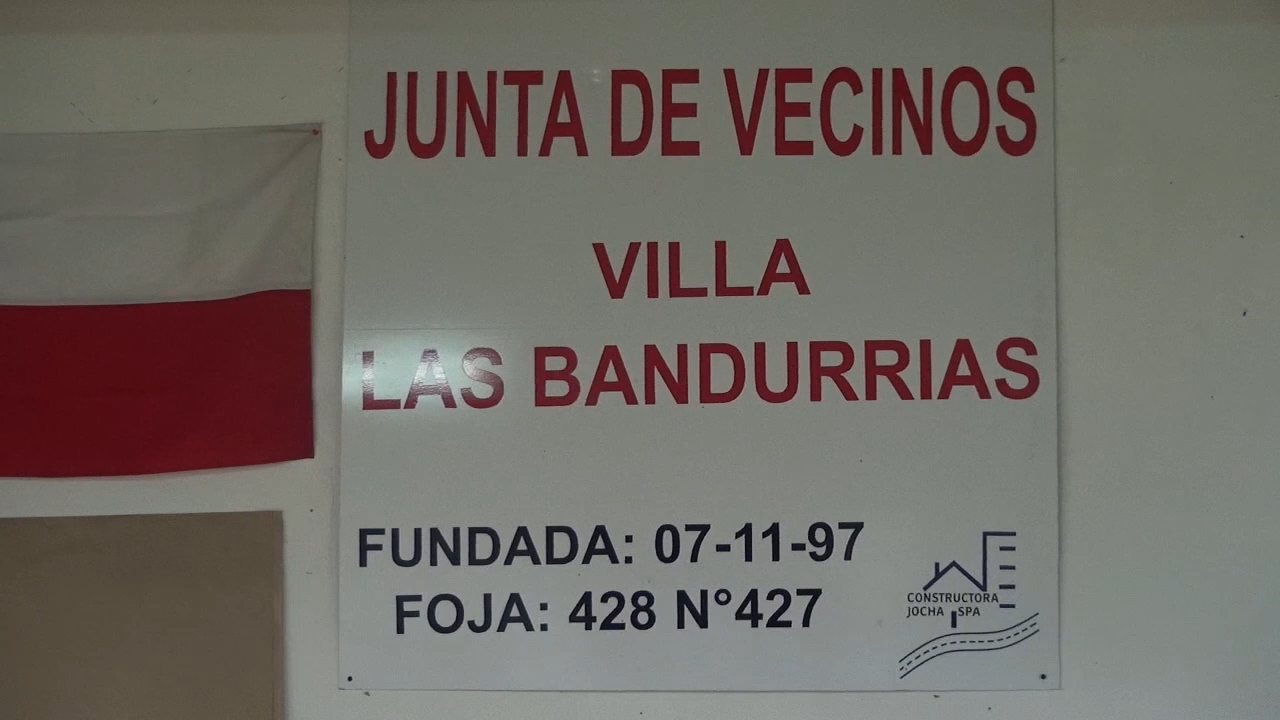 JUNTA DE VECINOS
VILLA
LAS BANDURRIAS
FUNDADA: 07-11-97
FOJA: 428 N°427
CONSTRUCTORA
JOCHA SPA